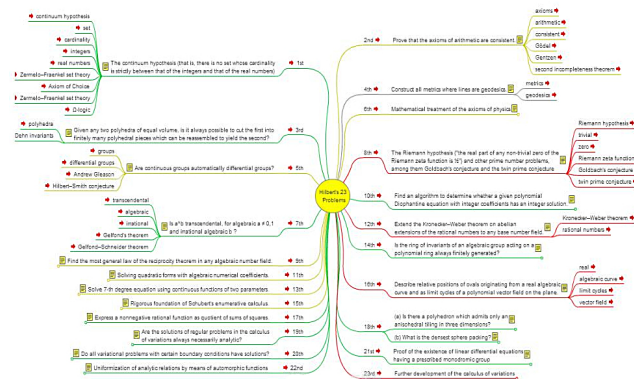 continuum hypothesis
set
cardinality
integers
real numbers
Zermelo–Fraenkel set theory
Axiom of Choice
Zermelo–Fraenkel set theory
Ω-logic
The continuum hypothesis (that is, there is no set whose cardinality
is strictly between that of the integers and that of the real numbers)
1st
polyhedra
Dehn invariants
Given any two polyhedra of equal volume, is it always possible to cut the first into
finitely many polyhedral pieces which can be reassembled to yield the second?
3rd
groups
differential groups
Andrew Gleason
Hilbert–Smith conjecture
Are continuous groups automatically differential groups?
5th
transcendental
algebraic
irrational
Gelfond's theorem
Gelfond–Schneider theorem
Is a^b transcendental, for algebraic a ≠ 0,1
and irrational algebraic b ?
7th
Find the most general law of the reciprocity theorem in any algebraic number field
9th
Solving quadratic forms with algebraic numerical coefficients.
11th
Solve 7-th degree equation using continuous functions of two parameters
13th
Rigorous foundation of Schubert's enumerative calculus
15th
Express a nonnegative rational function as quotient of sums of squares
17th
Are the solutions of regular problems in the calculus
of variations always necessarily analytic?
19th
Do all variational problems with certain boundary conditions have solutions?
20th
Uniformization of analytic relations by means of automorphic functions
22nd
Hilbert's 23
Problems
2nd
Prove that the axioms of arithmetic are consistent.
axioms
arithmetic
consistent
Gödel
Gentzen
second incompleteness theorem
4th
Construct all metrics where lines are geodesics.
metrics
geodesics
6th
Mathematical treatment of the axioms of physics
8th
The Riemann hypothesis ("the real part of any non-trivial zero of the
Riemann zeta function is ½") and other prime number problems,
among them Goldbach's conjecture and the twin prime conjecture
Riemann hypothesis
trivial
zero
Riemann zeta function
Goldbach's conjecture
twin prime conjecture
10th
Find an algorithm to determine whether a given polynomial
Diophantine equation with integer coefficients has an integer solution.
12th
Extend the Kronecker–Weber theorem on abelian
extensions of the rational numbers to any base number field.
Kronecker–Weber theorem
rational numbers
14th
Is the ring of invariants of an algebraic group acting on a
polynomial ring always finitely generated?
16th
Describe relative positions of ovals originating from a real algebraic
curve and as limit cycles of a polynomial vector field on the plane.
real
algebraic curve
limit cycles
vector field
18th
(a) Is there a polyhedron which admits only an
anisohedral tiling in three dimensions?
(b) What is the densest sphere packing?
21st
Proof of the existence of linear differential equations
having a prescribed monodromic group
23rd
Further development of the calculus of variations